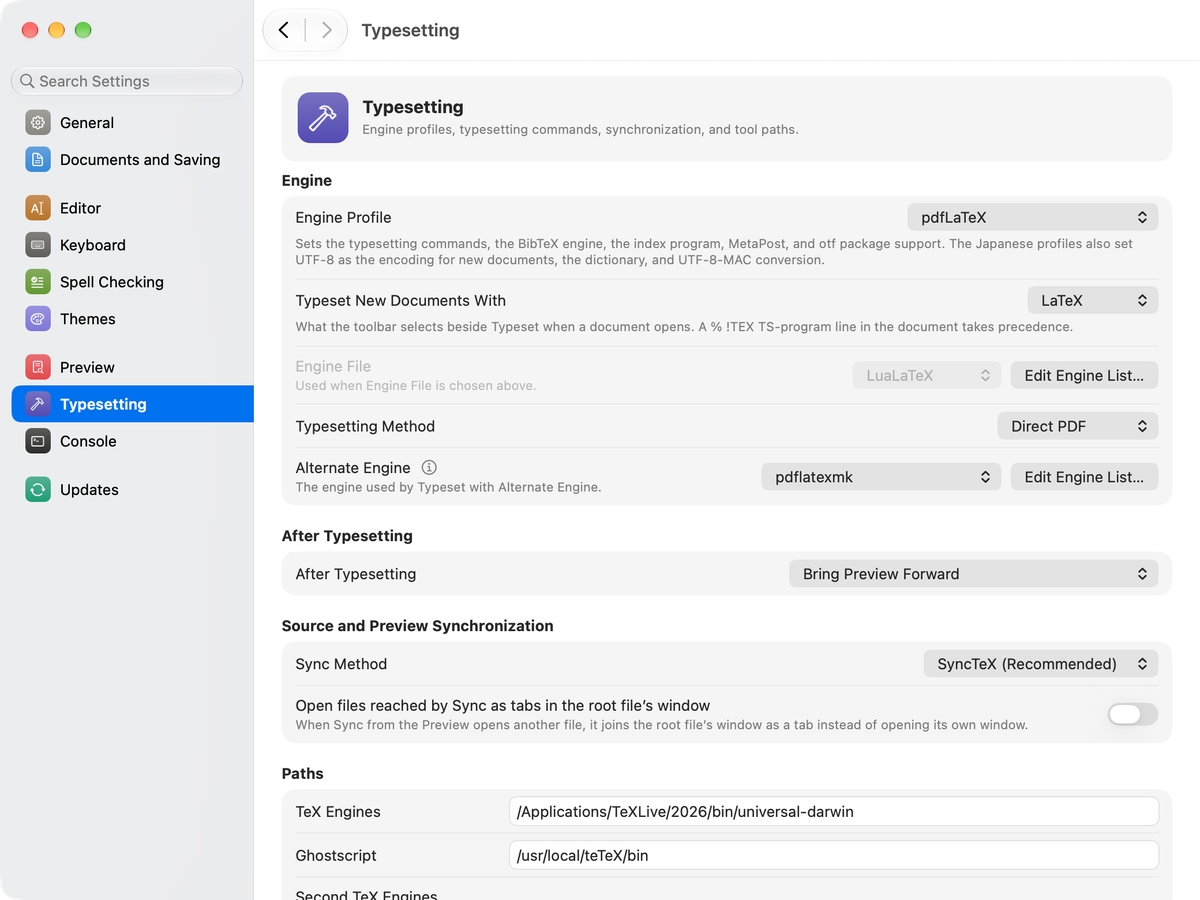 Typesetting
Search Settings
General
Documents and Saving
Editor
Keyboard
Spell Checking
Themes
Preview
Typesetting
Console
Updates
Typesetting
Engine profiles, typesetting commands, synchronization, and tool paths.
Engine
Engine Profile
pdfLaTeX
Sets the typesetting commands, the BibTeX engine, the index program, MetaPost, and otf package support. The Japanese profiles also set
UTF-8 as the encoding for new documents, the dictionary, and UTF-8-MAC conversion.
Typeset New Documents With
LaTeX
What the toolbar selects beside Typeset when a document opens. A % !TEX TS-program line in the document takes precedence.
Engine File
Used when Engine File is chosen above.
LuaLaTeX
Edit Engine List...
Typesetting Method
Direct PDF
Alternate Engine
The engine used by Typeset with Alternate Engine.
pdflatexmk
Edit Engine List...
After Typesetting
After Typesetting
Bring Preview Forward
Source and Preview Synchronization
Sync Method
SyncTeX (Recommended)
Open files reached by Sync as tabs in the root file’s window
When Sync from the Preview opens another file, it joins the root file’s window as a tab instead of opening its own window.
Paths
TeX Engines
/Applications/TeXLive/2026/bin/universal-darwin
Ghostscript
/usr/local/teTeX/bin
Second TeX Engines